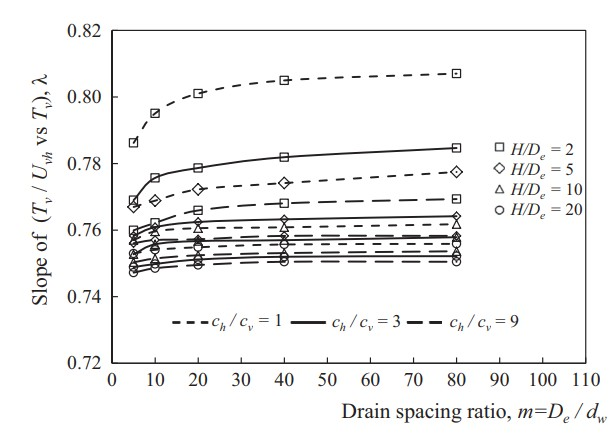 0.82
0.80
0.78
0.76
0.74
0.72
Slope of (Tᵥ / Uᵥₕ vs Tᵥ), λ
H/Dₑ = 2
H/Dₑ = 5
H/Dₑ = 10
H/Dₑ = 20
cₕ / cᵥ = 1 cₕ / cᵥ = 3 cₕ / cᵥ = 9
0 10 20 30 40 50 60 70 80 90 100 110
Drain spacing ratio, m=Dₑ / d_w